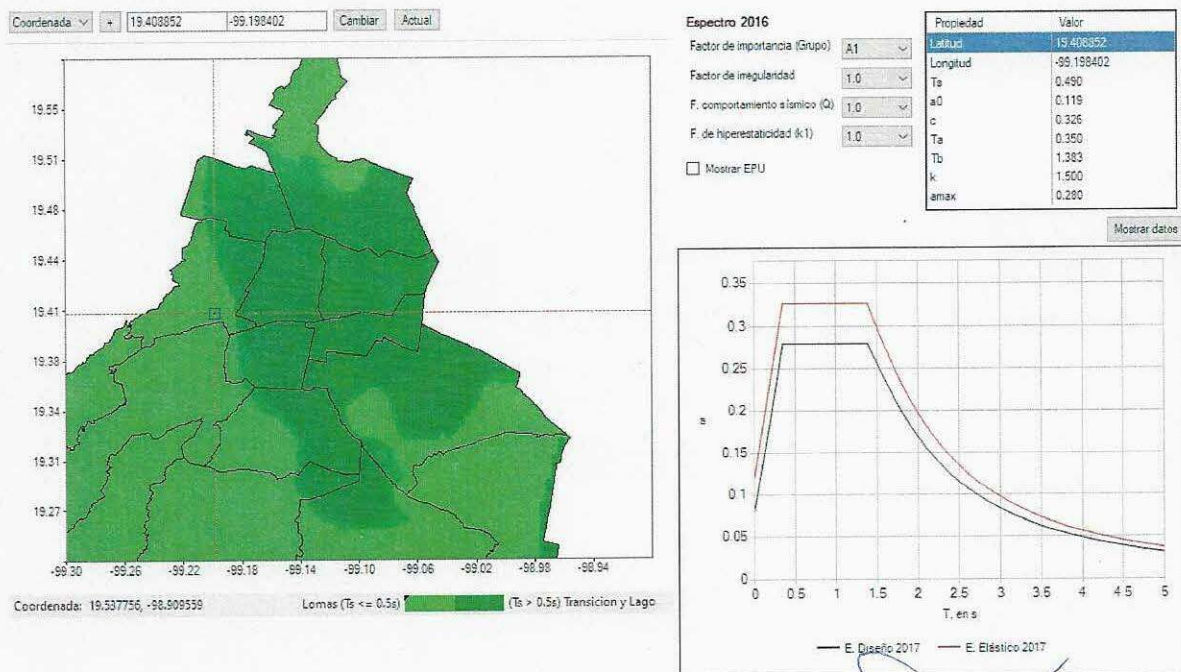 Coordenada + 19.408852 -99.198402 Cambiar Actual
19.55
19.51
19.48
19.44
19.41
19.38
19.34
19.31
19.27
-99.30 -99.26 -99.22 -99.18 -99.14 -99.10 -99.06 -99.02 -98.98 -98.94
Coordenada: 19.537756, -98.909559 Lomas (Ts <= 0.5s) (Ts > 0.5s) Transicion y Lago
Espectro 2016
Factor de importancia (Grupo) A1
Factor de irregularidad 1.0
F. comportamiento sísmico (Q) 1.0
F. de hiperestaticidad (k1) 1.0
Mostrar EPU
Propiedad Valor
Latitud 19.408852
Longitud -99.198402
Ts 0.490
a0 0.119
c 0.326
Ta 0.350
Tb 1.383
k 1.500
amax 0.280
Mostrar datos
0.35
0.3
0.25
0.2
a
0.15
0.1
0.05
0
0 0.5 1 1.5 2 2.5 3 3.5 4 4.5 5
T, en s
E. Diseño 2017 E. Elástico 2017